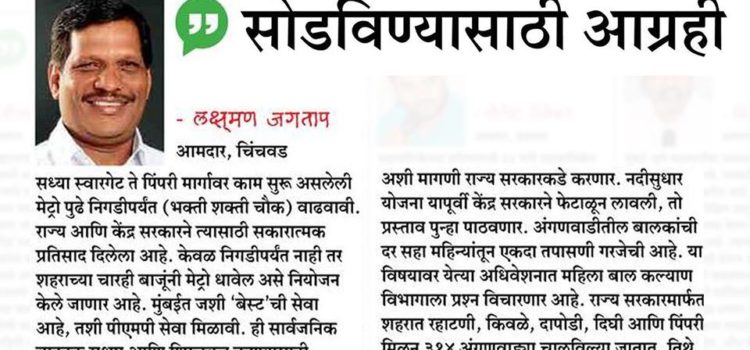 सोडविण्यासाठी आग्रही
- लक्ष्मण जगताप
आमदार, चिंचवड
सध्या स्वारगेट ते पिंपरी मार्गावर काम सुरू असलेली
मेट्रो पुढे निगडीपर्यंत (भक्ती शक्ती चौक) वाढवावी.
राज्य आणि केंद्र सरकारने त्यासाठी सकारात्मक
प्रतिसाद दिलेला आहे. केवळ निगडीपर्यंत नाही तर
शहराच्या चारही बाजूंनी मेट्रो धावेल असे नियोजन
केले जाणार आहे. मुंबईत जशी ‘बेस्ट’ची सेवा
आहे, तशी पीएमपी सेवा मिळावी. ही सार्वजनिक
अशी मागणी राज्य सरकारकडे करणार. नदीसुधार
योजना यापूर्वी केंद्र सरकारने फेटाळून लावली, तो
प्रस्ताव पुन्हा पाठवणार. अंगणवाडीतील बालकांची
दर सहा महिन्यांतून एकदा तपासणी गरजेची आहे. या
विषयावर येत्या अधिवेशनात महिला बाल कल्याण
विभागाला प्रश्न विचारणार आहे. राज्य सरकारमार्फत
शहरात रहाटणी, किवळे, दापोडी, दिघी आणि पिंपरी
मिळून ३१४ अंगणवाड्या चालविल्या जातात. तिथे